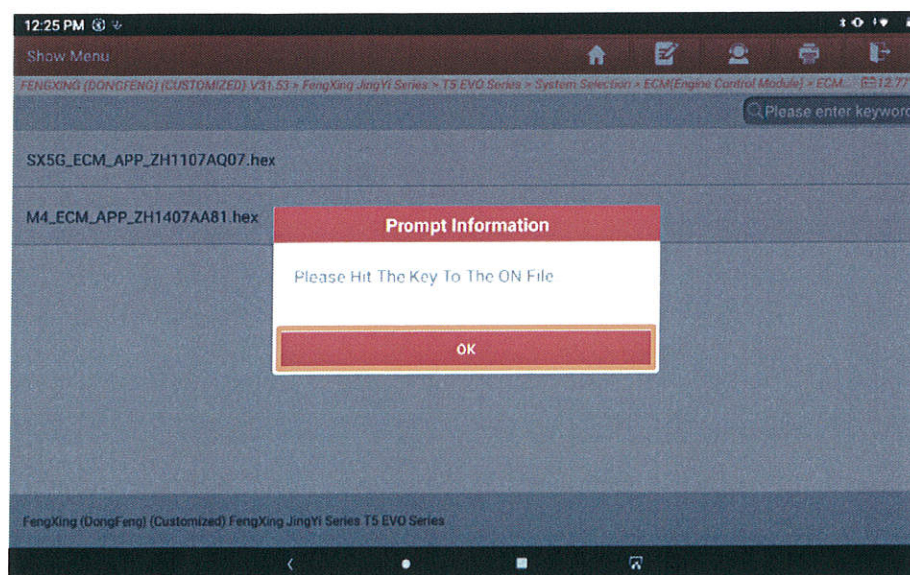 12:25 PM
Show Menu
FENGXING (DONGFENG) (CUSTOMIZED) V31.53 > FengXing JingYi Series > T5 EVO Series > System Selection > ECM(Engine Control Module) > ECM 12.77
Please enter keyword
SX5G_ECM_APP_ZH1107AQ07.hex
M4_ECM_APP_ZH1407AA81.hex
Prompt Information
Please Hit The Key To The ON File
OK
FengXing (DongFeng) (Customized) FengXing JingYi Series T5 EVO Series